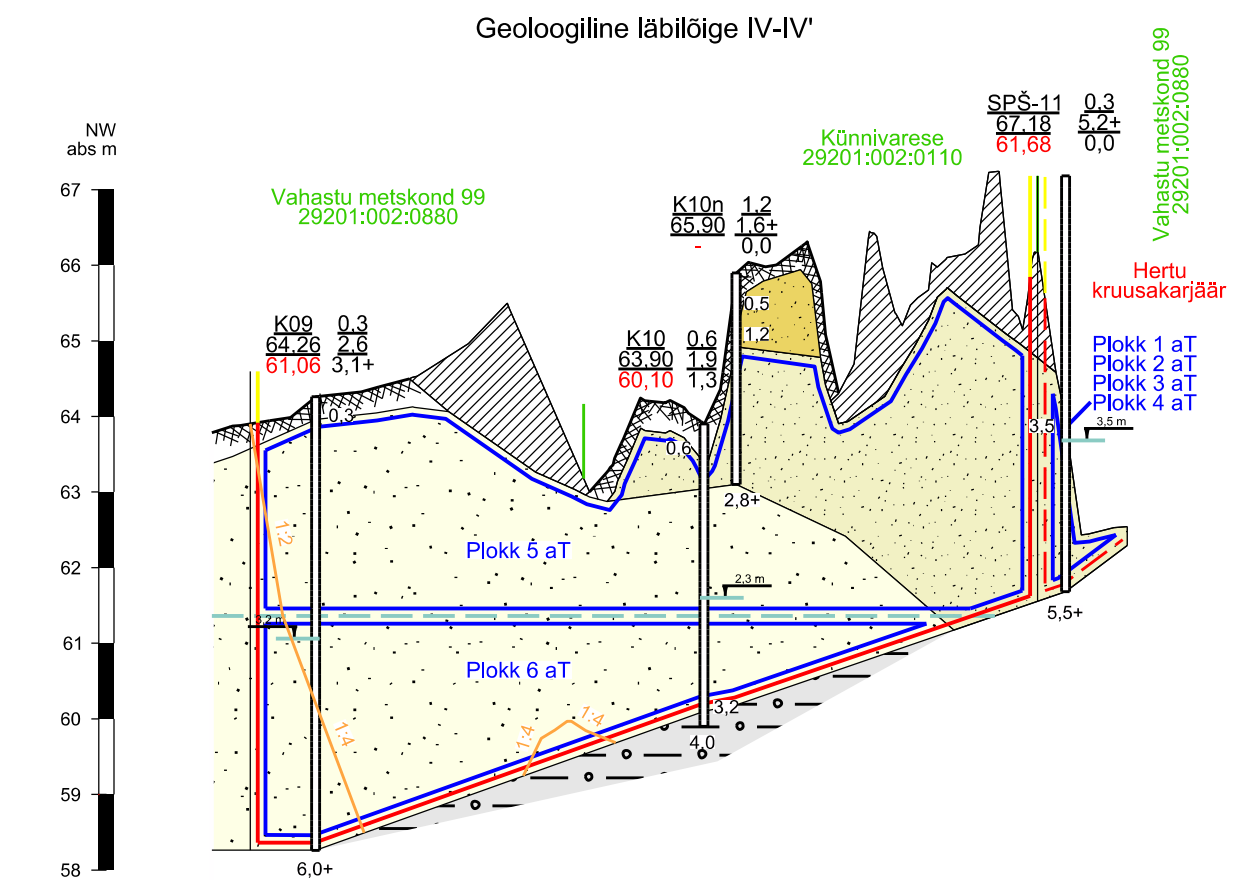 Geoloogiline läbilõige IV-IV'
NW
abs m
67
66
65
64
63
62
61
60
59
58
Vahastu metskond 99
29201:002:0880
K09
64,26
61,06
0,3
2,6
3,1+
K10
63,90
60,10
0,6
1,9
1,3
K10n
65,90
-
1,2
1,6+
0,0
Künnivarese
29201:002:0110
SPŠ-11
67,18
61,68
0,3
5,2+
0,0
Vahastu metskond 99
29201:002:0880
Hertu
kruusakarjäär
Plokk 1 aT
Plokk 2 aT
Plokk 3 aT
Plokk 4 aT
3,5 m
3,5
0,5
1,2
0,3
0,6
2,8+
1:2
Plokk 5 aT
2,3 m
3,2 m
5,5+
Plokk 6 aT
3,2
1:4
1:4
1:4
4,0
6,0+